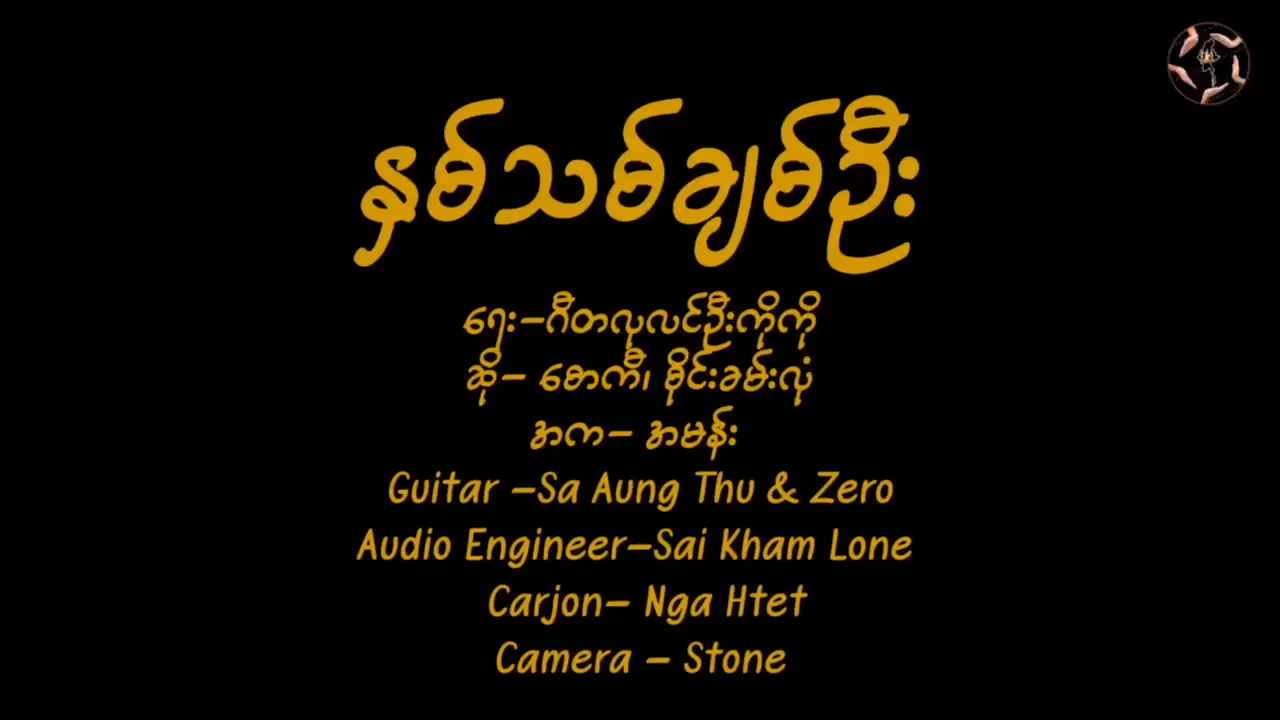 နှစ်သစ်ချစ်ဦး
ရေး-ဂီတလုလင်ဦးကိုကို
ဆို- စောကီ၊ စိုင်းခမ်းလုံ
အက- အမန်း
Guitar -Sa Aung Thu & Zero
Audio Engineer-Sai Kham Lone
Carjon- Nga Htet
Camera - Stone